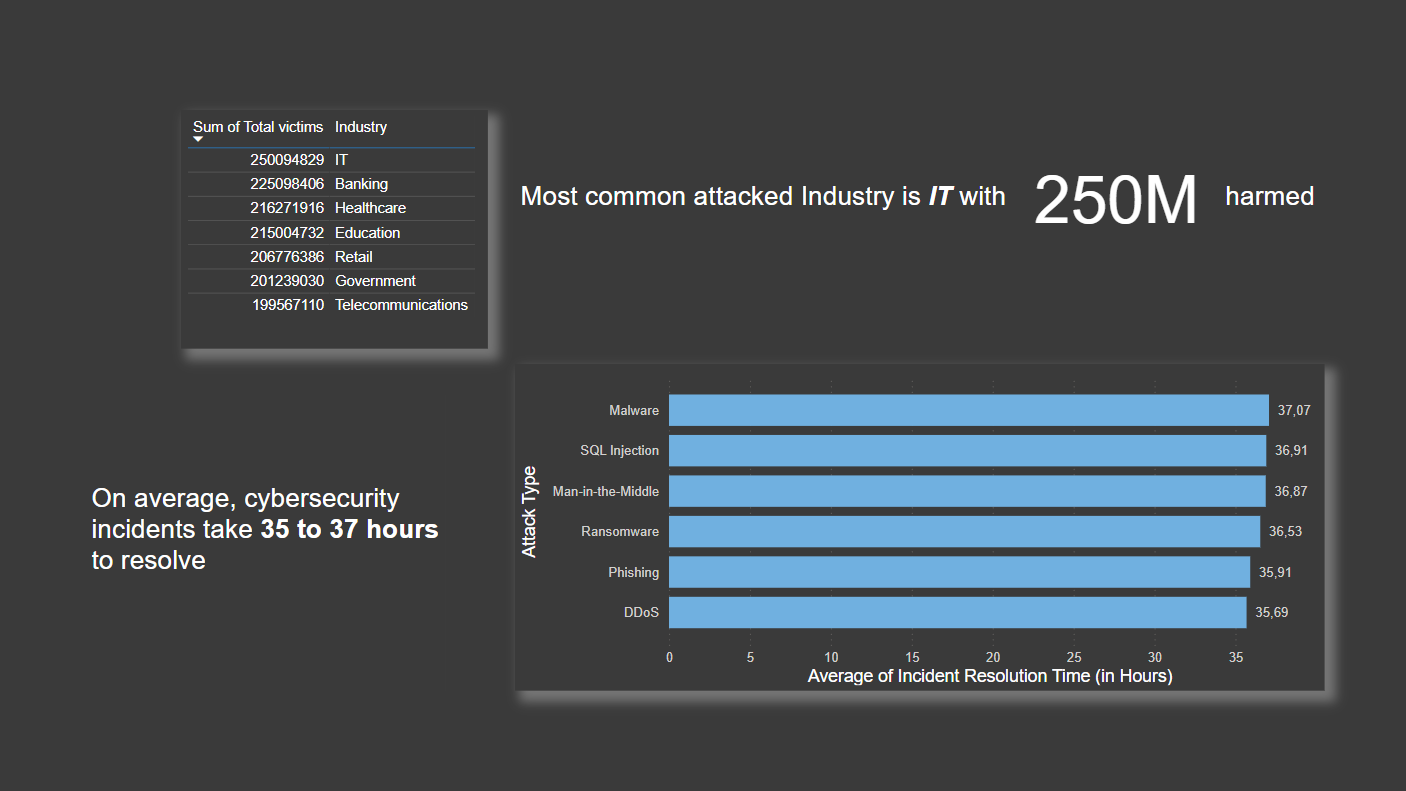 Sum of Total victims Industry
250094829 IT
225098406 Banking
216271916 Healthcare
215004732 Education
206776386 Retail
201239030 Government
199567110 Telecommunications
Most common attacked Industry is IT with 250M harmed
On average, cybersecurity
incidents take 35 to 37 hours
to resolve
Attack Type
Malware 37,07
SQL Injection 36,91
Man-in-the-Middle 36,87
Ransomware 36,53
Phishing 35,91
DDoS 35,69
0 5 10 15 20 25 30 35
Average of Incident Resolution Time (in Hours)